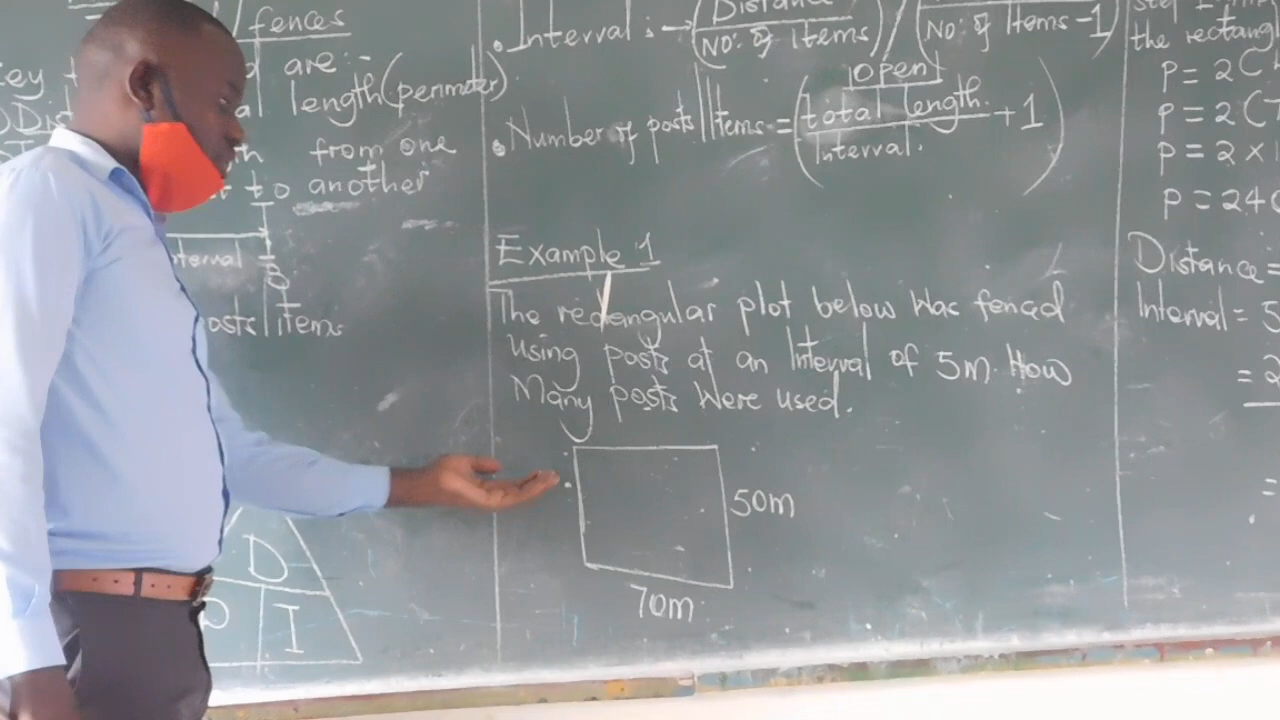 fences
are :-
length (perimeter)
from one
to another
Interval =
posts||items
D
I
. Interval : → (Distance / No: of items) / (Distance / No: of Items -1)
open
. Number of posts||Items = (total length. / Interval. + 1)
Example 1
The rectangular plot below was fenced
using posts at an Interval of 5m. How
Many posts were used.
50m
70m
the rectang
P = 2(
P = 2(
P = 2 ×
P = 240
Distance =
Interval = 5
= 2
=